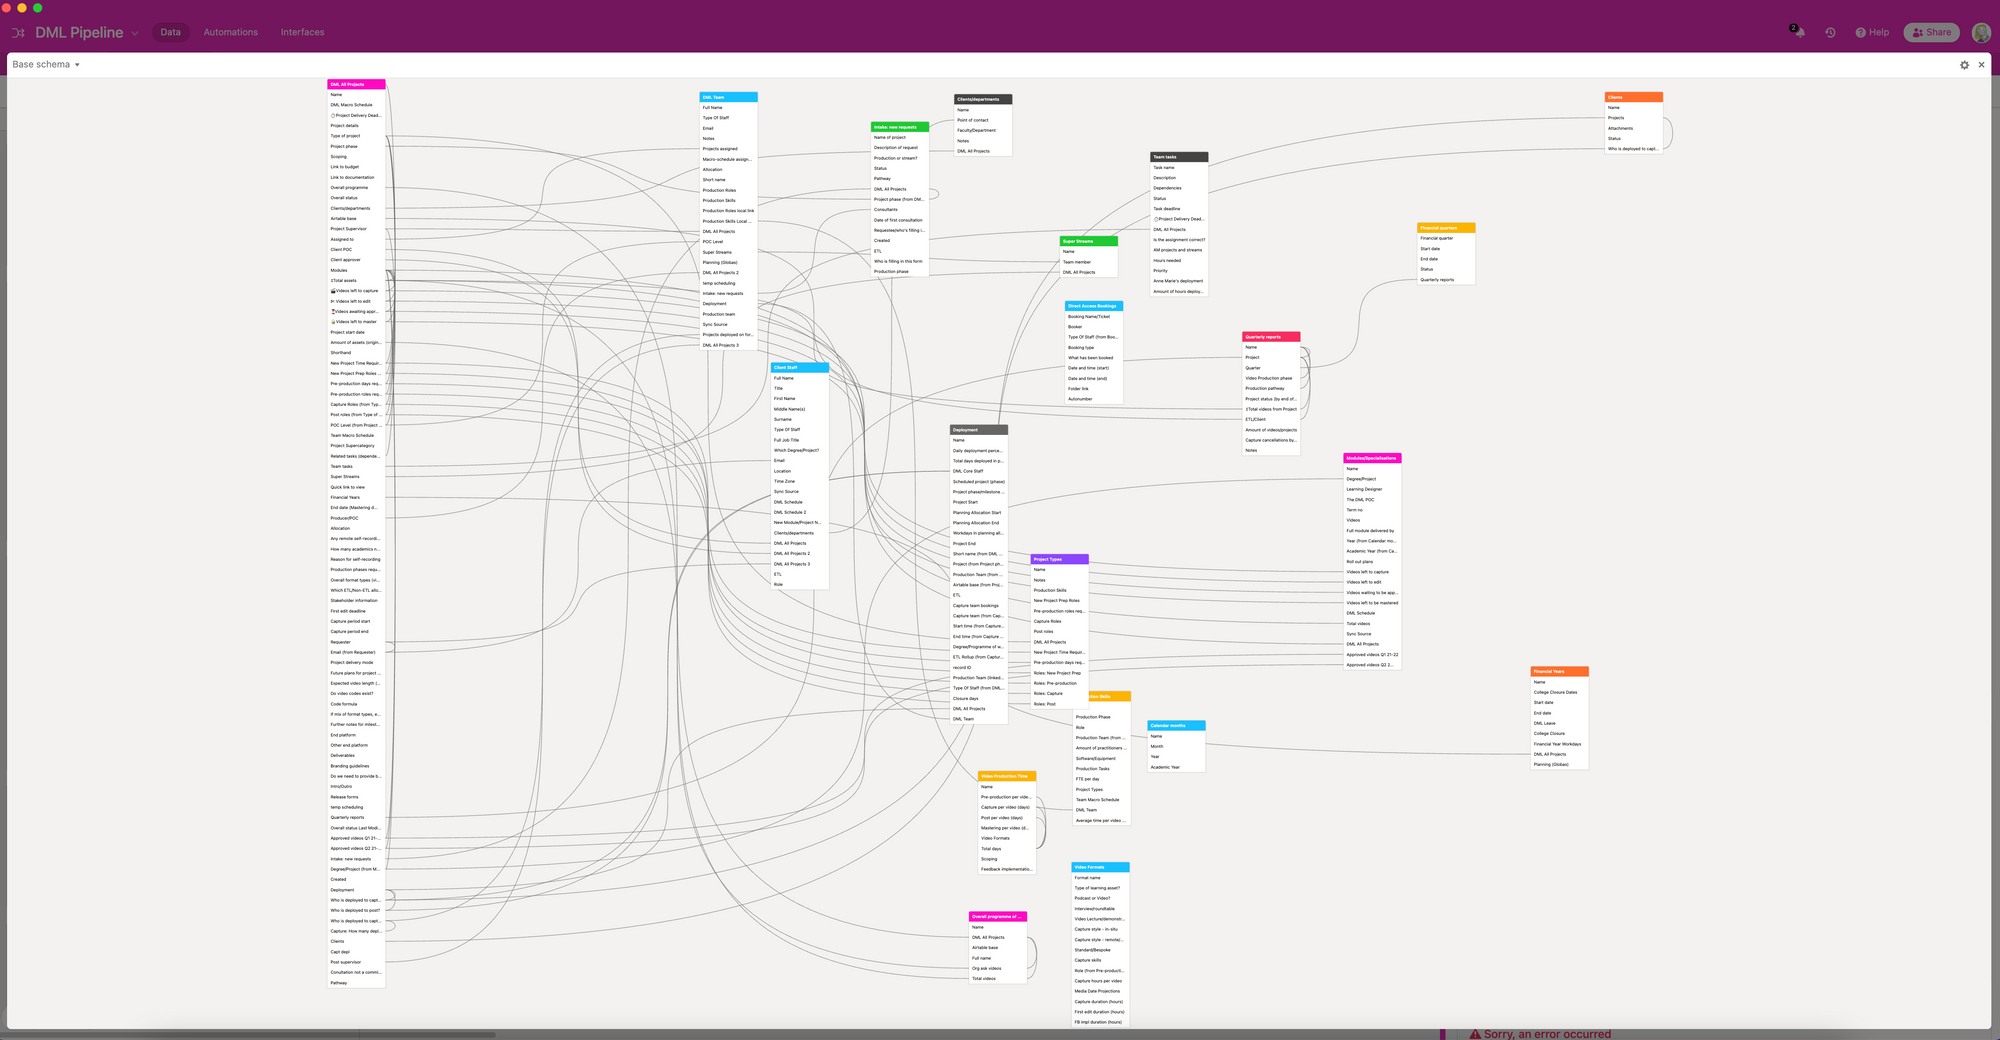 DML Pipeline
Data
Automations
Interfaces
2
Help
Share
Base schema
DML All Projects
Name
DML Macro Schedule
Project Delivery Dead...
Project details
Type of project
Project phase
Scoping
Link to budget
Link to documentation
Overall programme
Overall status
Clients/departments
Airtable base
Project Supervisor
Assigned to
Client POC
Client approver
Modules
±Total assets
Videos left to capture
Videos left to edit
Videos awaiting appr...
Videos left to master
Project start date
Amount of assets (origin...
Shorthand
New Project Time Requir...
New Project Prep Roles ...
Pre-production days req...
Pre-production roles req...
Capture Roles (from Typ...
Post roles (from Type of ...
POC Level (from Project ...
Team Macro Schedule
Project Supercategory
Related tasks (depende...
Team tasks
Super Streams
Quick link to view
Financial Years
End date (Mastering d...
Producer/POC
Allocation
Any remote self-recordi...
How many academics n...
Reason for self-recording
Production phases requ...
Overall format types (vi...
Which ETL/Non-ETL allo...
Stakeholder information
First edit deadline
Capture period start
Capture period end
Requester
Email (from Requester)
Project delivery mode
Future plans for project ...
Expected video length (...
Do video codes exist?
Code formula
If mix of format types, e...
Further notes for milest...
End platform
Other end platform
Deliverables
Branding guidelines
Do we need to provide b...
Intro/Outro
Release forms
temp scheduling
Quarterly reports
Overall status Last Modi...
Approved videos Q1 21-...
Approved videos Q2 21-...
Intake: new requests
Degree/Project (from M...
Created
Deployment
Who is deployed to capt...
Who is deployed to post?
Who is deployed to capt...
Capture: How many depl...
Clients
Capt depl
Post supervisor
Conultation not a commi...
Pathway
DML Team
Full Name
Type Of Staff
Email
Notes
Projects assigned
Macro-schedule assign...
Allocation
Short name
Production Roles
Production Skills
Production Roles local link
Production Skills Local ...
DML All Projects
POC Level
Super Streams
Planning (Globas)
DML All Projects 2
temp scheduling
Intake: new requests
Deployment
Production team
Sync Source
Projects deployed on for...
DML All Projects 3
Client Staff
Full Name
Title
First Name
Middle Name(s)
Surname
Type Of Staff
Full Job Title
Which Degree/Project?
Email
Location
Time Zone
Sync Source
DML Schedule
DML Schedule 2
New Module/Project N...
Clients/departments
DML All Projects
DML All Projects 2
DML All Projects 3
ETL
Role
Intake: new requests
Name of project
Description of request
Production or stream?
Status
Pathway
DML All Projects
Project phase (from DM...
Consultants
Date of first consultation
Requestee/who's filling i...
Created
ETL
Who is filling in this form
Production phase
Clients/departments
Name
Point of contact
Faculty/Department
Notes
DML All Projects
Super Streams
Name
Team member
DML All Projects
Direct Access Bookings
Booking Name/Ticket
Booker
Type Of Staff (from Boo...
Booking type
What has been booked
Date and time (start)
Date and time (end)
Folder link
Autonumber
Team tasks
Task name
Description
Dependencies
Status
Task deadline
Project Delivery Dead...
DML All Projects
Is the assignment correct?
AM projects and streams
Hours needed
Priority
Anne Marie's deployment
Amount of hours deploy...
Clients
Name
Projects
Attachments
Status
Who is deployed to capt...
Financial quarters
Financial quarter
Start date
End date
Status
Quarterly reports
Quarterly reports
Name
Project
Quarter
Video Production phase
Production pathway
Project status (by end of...
±Total videos from Project
ETL/Client
Amount of videos/projects
Capture cancellations by...
Notes
Modules/Specialisations
Name
Degree/Project
Learning Designer
The DML POC
Term no
Videos
Full module delivered by
Year (from Calendar mo...
Academic Year (from Ca...
Roll out plans
Videos left to capture
Videos left to edit
Videos waiting to be app...
Videos left to be mastered
DML Schedule
Total videos
Sync Source
DML All Projects
Approved videos Q1 21-22
Approved videos Q2 2...
Deployment
Name
Daily deployment perce...
Total days deployed in p...
DML Core Staff
Scheduled project (phase)
Project phase/milestone ...
Project Start
Planning Allocation Start
Planning Allocation End
Workdays in planning all...
Project End
Short name (from DML ...
Project (from Project ph...
Production Team (from ...
Airtable base (from Proj...
ETL
Capture team bookings
Capture team (from Cap...
Start time (from Capture...
End time (from Capture ...
Degree/Programme of w...
ETL Rollup (from Captur...
record ID
Production Team (linked...
Type Of Staff (from DML...
Closure days
DML All Projects
DML Team
Project Types
Name
Notes
Production Skills
New Project Prep Roles
Pre-production roles req...
Capture Roles
Post roles
DML All Projects
New Project Time Requir...
Pre-production days req...
Roles: New Project Prep
Roles: Pre-production
Roles: Capture
Roles: Post
Skills
Production Phase
Role
Production Team (from ...
Amount of practitioners ...
Software/Equipment
Production Tasks
FTE per day
Project Types
Team Macro Schedule
DML Team
Average time per video ...
Calendar months
Name
Month
Year
Academic Year
Financial Years
Name
College Closure Dates
Start date
End date
DML Leave
College Closure
Financial Year Workdays
DML All Projects
Planning (Globas)
Video Production Time
Name
Pre-production per vide...
Capture per video (days)
Post per video (days)
Mastering per video (d...
Video Formats
Total days
Scoping
Feedback implementatio...
Overall programme of ...
Name
DML All Projects
Airtable base
Full name
Org ask videos
Total videos
Video Formats
Format name
Type of learning asset?
Podcast or Video?
Interview/roundtable
Video Lecture/demonstr...
Capture style - in-situ
Capture style - remote/...
Standard/Bespoke
Capture skills
Role (from Pre-producti...
Capture hours per video
Media Date Projections
Capture duration (hours)
First edit duration (hours)
FB impl duration (hours)
Sorry, an error occurred